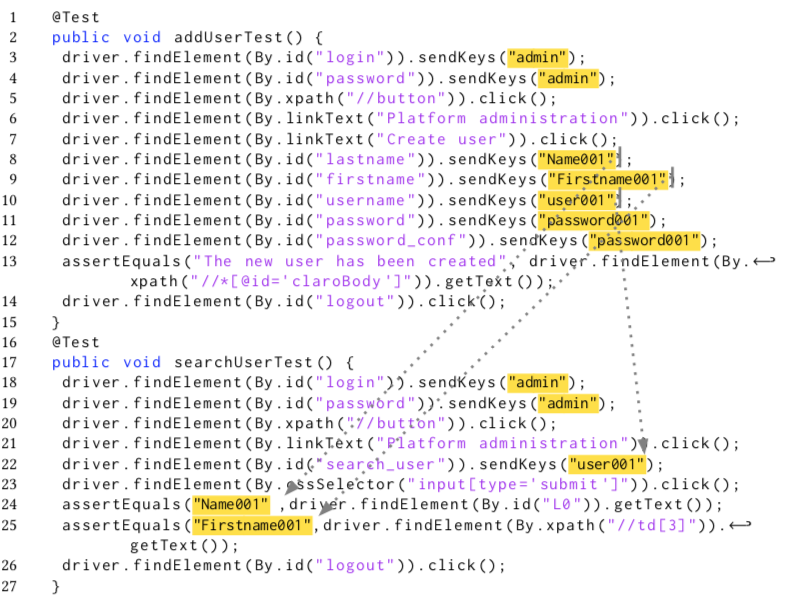 1 @Test
2 public void addUserTest() {
3 driver.findElement(By.id("login")).sendKeys("admin");
4 driver.findElement(By.id("password")).sendKeys("admin");
5 driver.findElement(By.xpath("//button")).click();
6 driver.findElement(By.linkText("Platform administration")).click();
7 driver.findElement(By.linkText("Create user")).click();
8 driver.findElement(By.id("lastname")).sendKeys("Name001");
9 driver.findElement(By.id("firstname")).sendKeys("Firstname001");
10 driver.findElement(By.id("username")).sendKeys("user001");
11 driver.findElement(By.id("password")).sendKeys("password001");
12 driver.findElement(By.id("password_conf")).sendKeys("password001");
13 assertEquals("The new user has been created", driver.findElement(By.↩
xpath("//*[@id='claroBody']")).getText());
14 driver.findElement(By.id("logout")).click();
15 }
16 @Test
17 public void searchUserTest() {
18 driver.findElement(By.id("login")).sendKeys("admin");
19 driver.findElement(By.id("password")).sendKeys("admin");
20 driver.findElement(By.xpath("//button")).click();
21 driver.findElement(By.linkText("Platform administration")).click();
22 driver.findElement(By.id("search_user")).sendKeys("user001");
23 driver.findElement(By.cssSelector("input[type='submit']")).click();
24 assertEquals("Name001" ,driver.findElement(By.id("L0")).getText());
25 assertEquals("Firstname001",driver.findElement(By.xpath("//td[3]")).↩
getText());
26 driver.findElement(By.id("logout")).click();
27 }